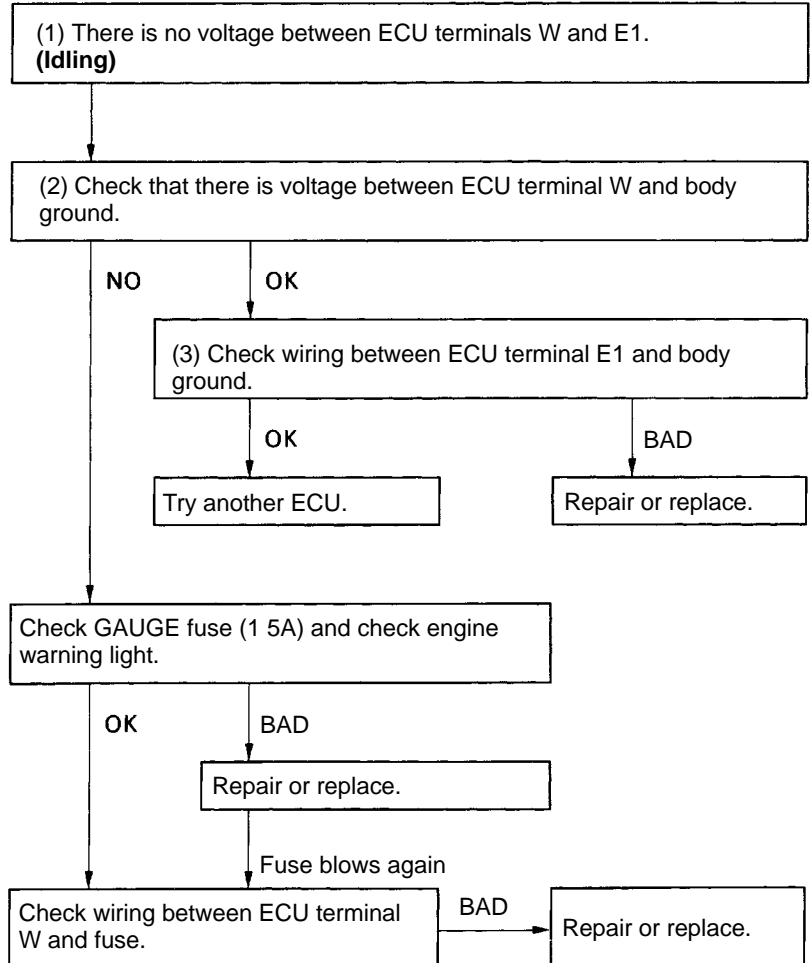 (1) There is no voltage between ECU terminals W and E1.
(Idling)
(2) Check that there is voltage between ECU terminal W and body
ground.
NO
OK
(3) Check wiring between ECU terminal E1 and body
ground.
OK
BAD
Try another ECU.
Repair or replace.
Check GAUGE fuse (1 5A) and check engine
warning light.
OK
BAD
Repair or replace.
Fuse blows again
Check wiring between ECU terminal
W and fuse.
BAD
Repair or replace.